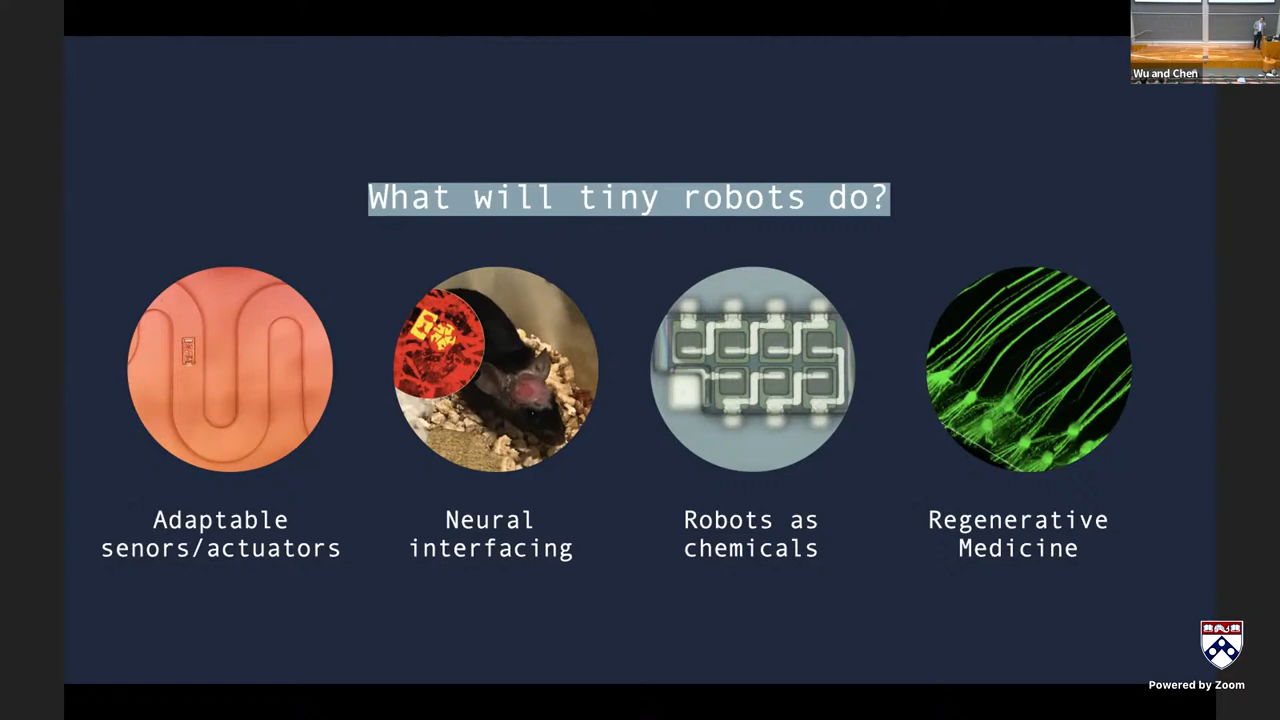 Wu and Chen
What will tiny robots do?
Adaptable
senors/actuators
Neural
interfacing
Robots as
chemicals
Regenerative
Medicine
Powered by Zoom